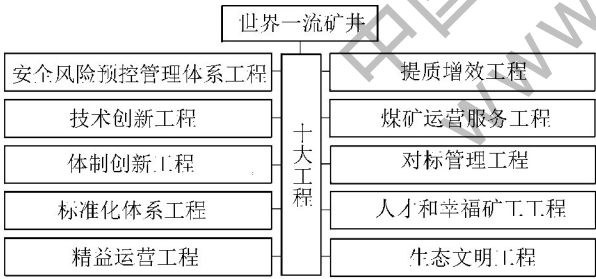 世界一流矿井
安全风险预控管理体系工程
技术创新工程
体制创新工程
标准化体系工程
精益运营工程
十大工程
提质增效工程
煤矿运营服务工程
对标管理工程
人才和幸福矿工工程
生态文明工程
中国
www